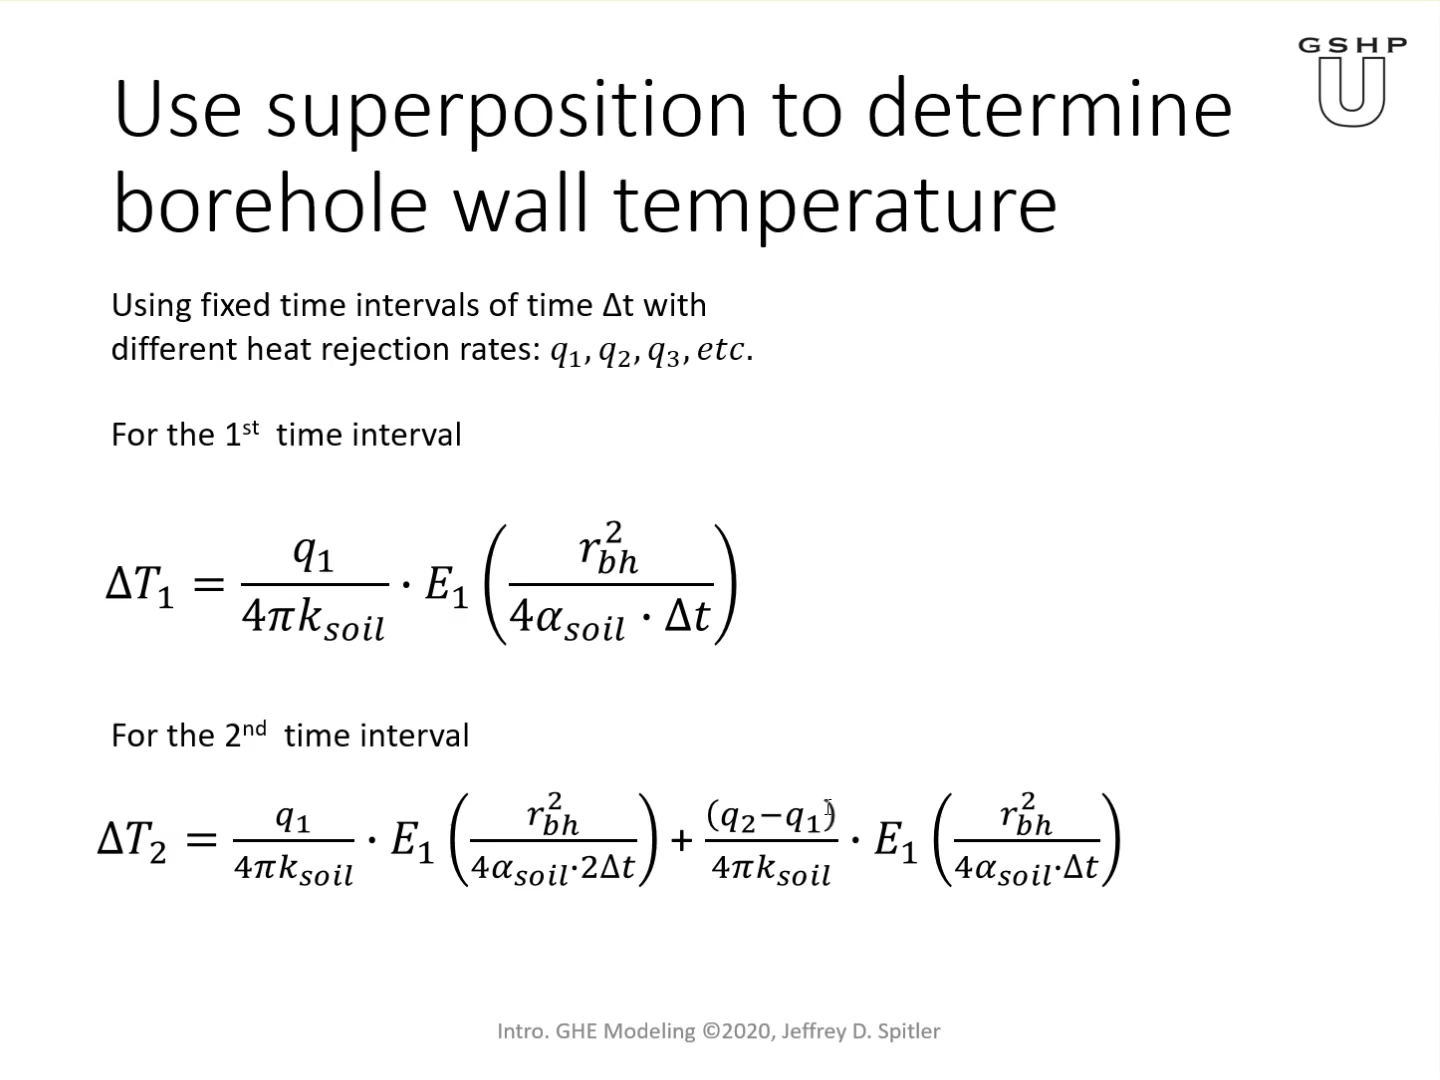 GSHP
U
Use superposition to determine
borehole wall temperature
Using fixed time intervals of time Δt with
different heat rejection rates: q₁, q₂, q₃, etc.
For the 1ˢᵗ time interval
ΔT₁ = q₁/(4πk_soil) · E₁(r_bh²/(4α_soil · Δt))
For the 2ⁿᵈ time interval
ΔT₂ = q₁/(4πk_soil) · E₁(r_bh²/(4α_soil·2Δt)) + (q₂−q₁)/(4πk_soil) · E₁(r_bh²/(4α_soil·Δt))
Intro. GHE Modeling ©2020, Jeffrey D. Spitler